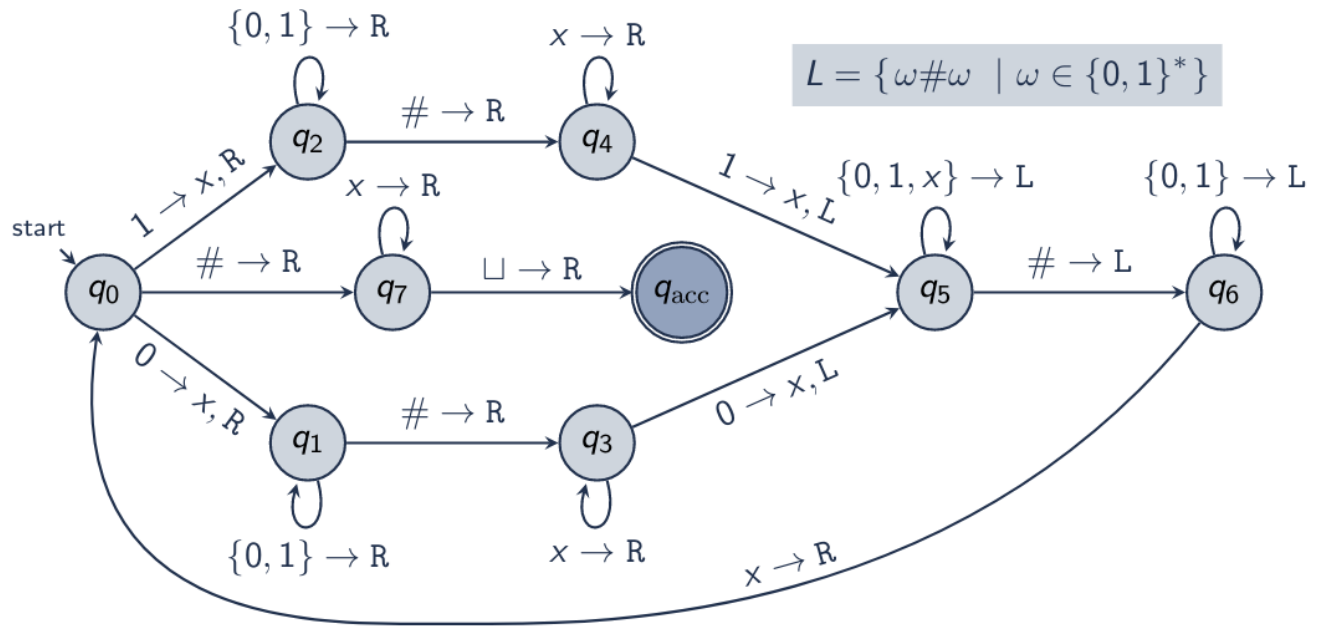 {0, 1} → R
x → R
L = {ω#ω | ω ∈ {0, 1}*}
q2
# → R
q4
1 → x, R
x → R
1 → x, L
{0, 1, x} → L
{0, 1} → L
start
q0
# → R
q7
⊔ → R
qacc
q5
# → L
q6
0 → x, R
q1
# → R
q3
0 → x, L
{0, 1} → R
x → R
x → R